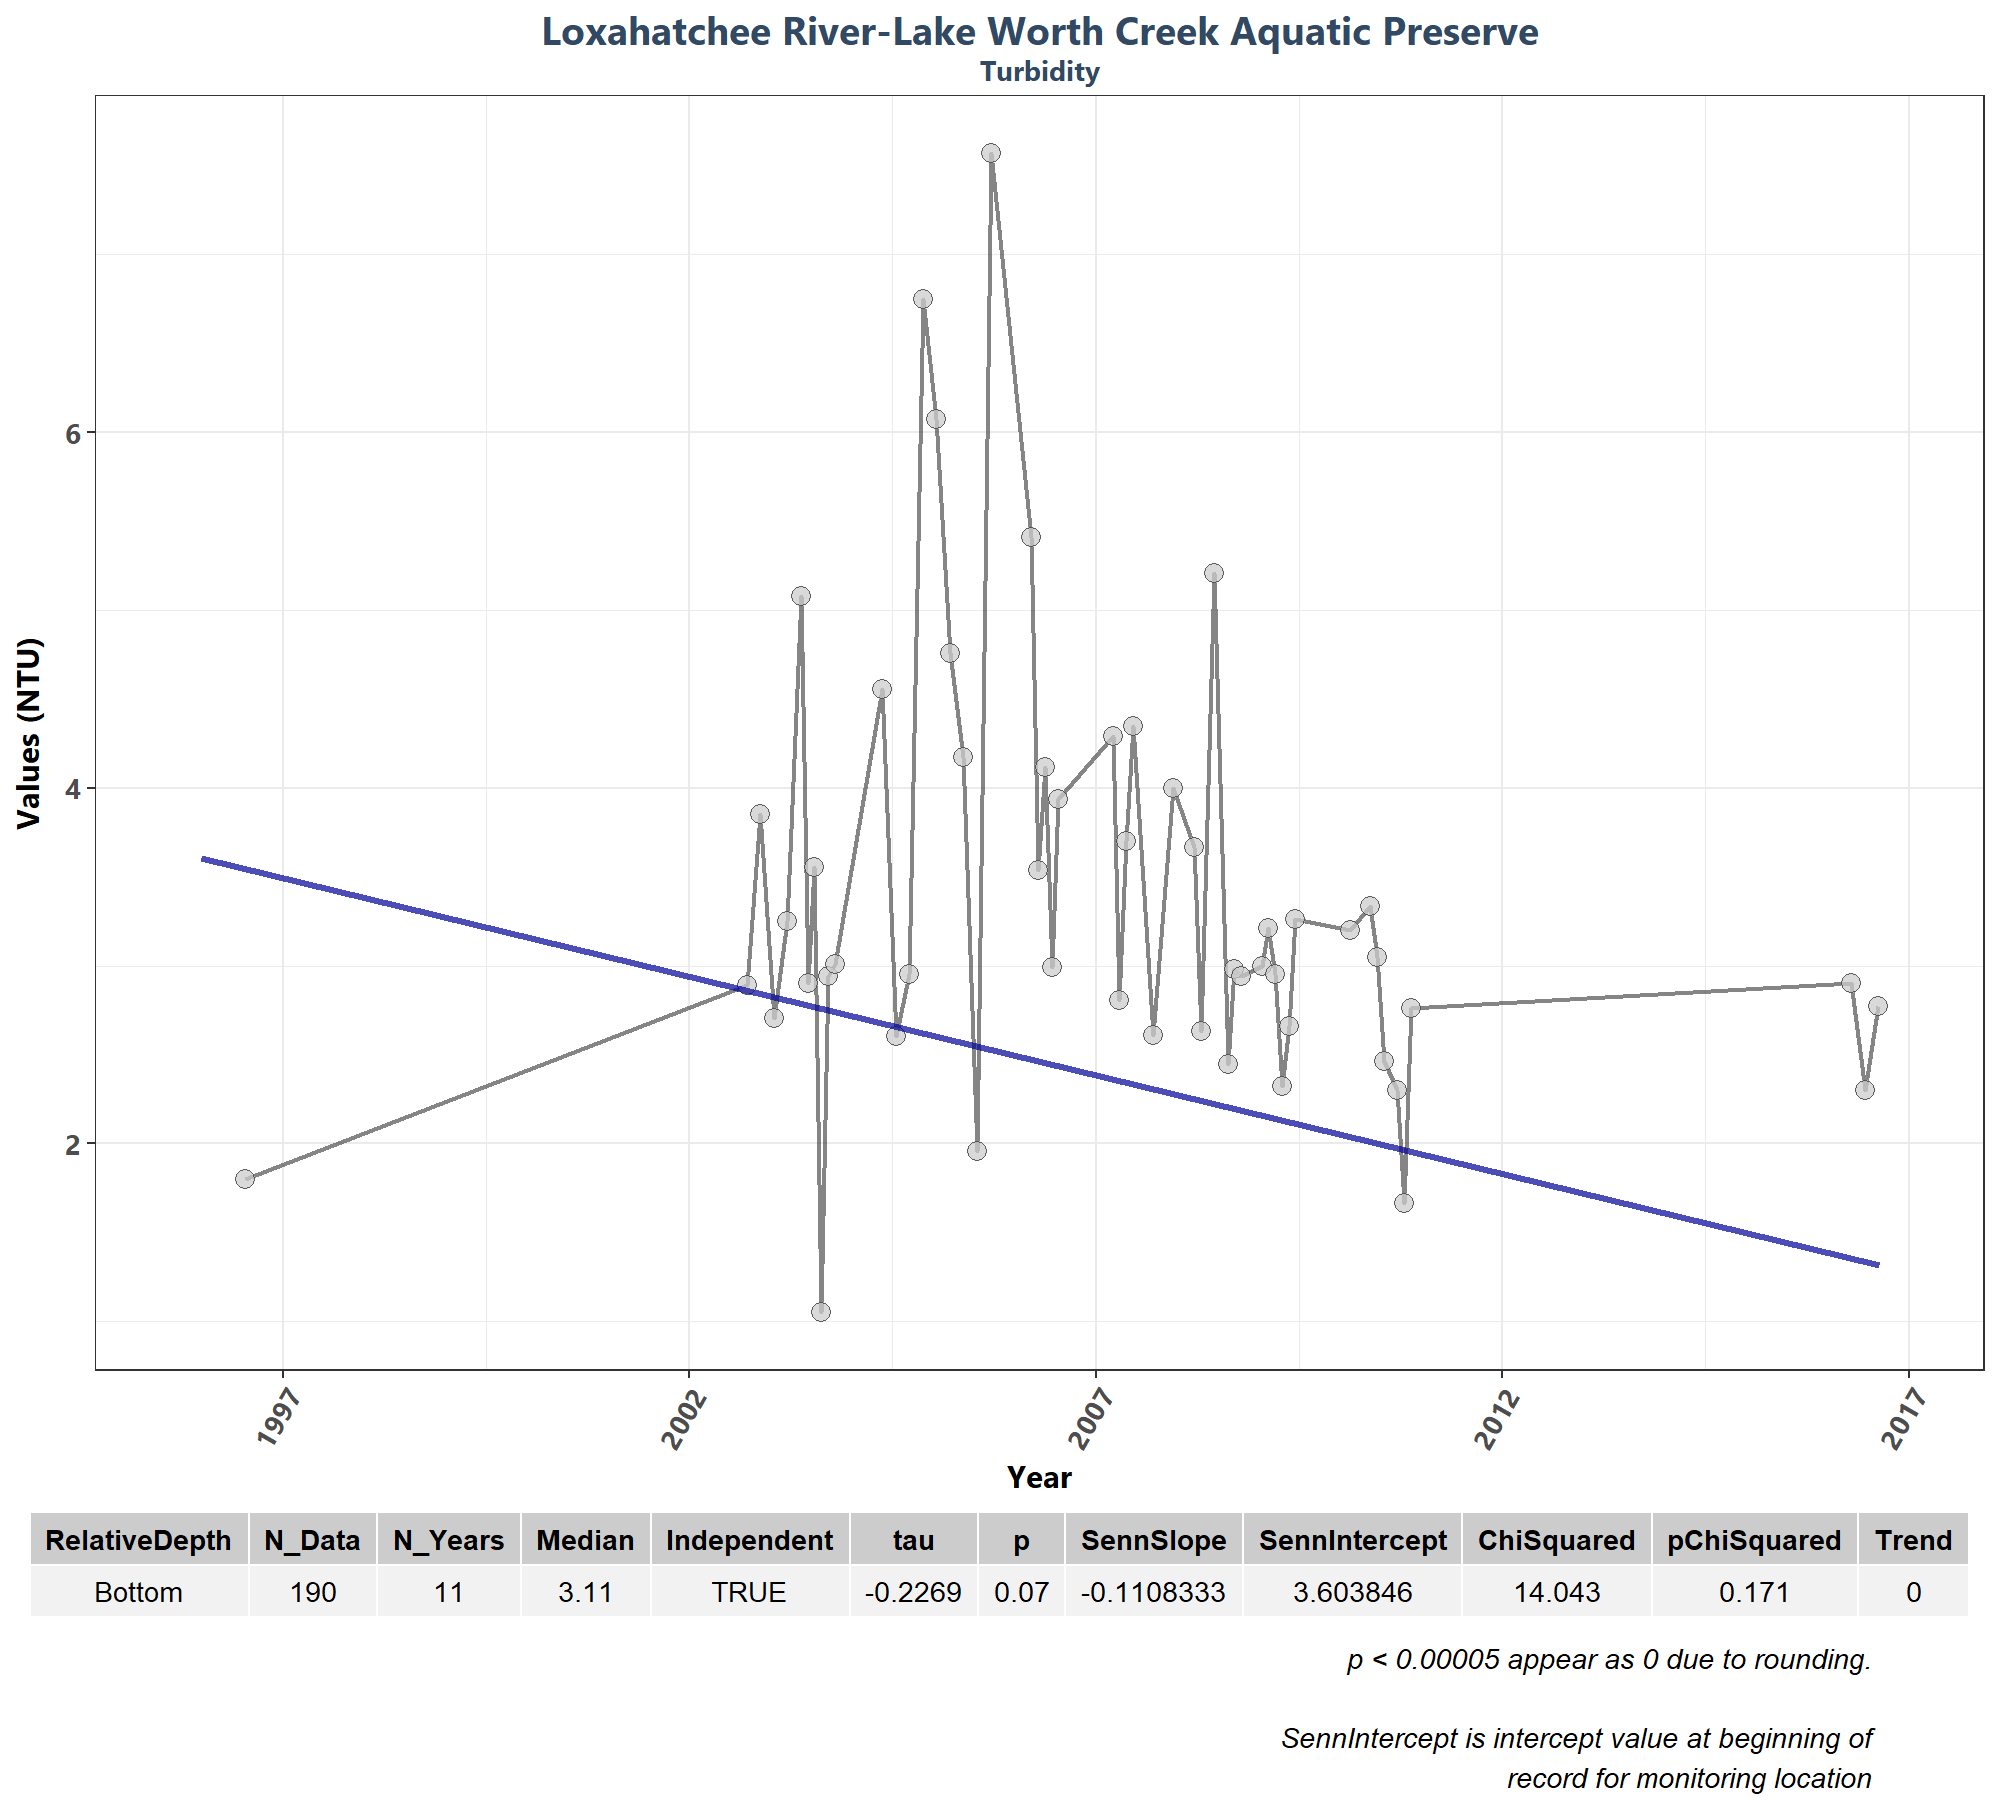 Loxahatchee River-Lake Worth Creek Aquatic Preserve
Turbidity
Values (NTU)
6
4
2
1997 2002 2007 2012 2017
Year
RelativeDepth N_Data N_Years Median Independent tau p SennSlope SennIntercept ChiSquared pChiSquared Trend
Bottom 190 11 3.11 TRUE -0.2269 0.07 -0.1108333 3.603846 14.043 0.171 0
p < 0.00005 appear as 0 due to rounding.
SennIntercept is intercept value at beginning of
record for monitoring location